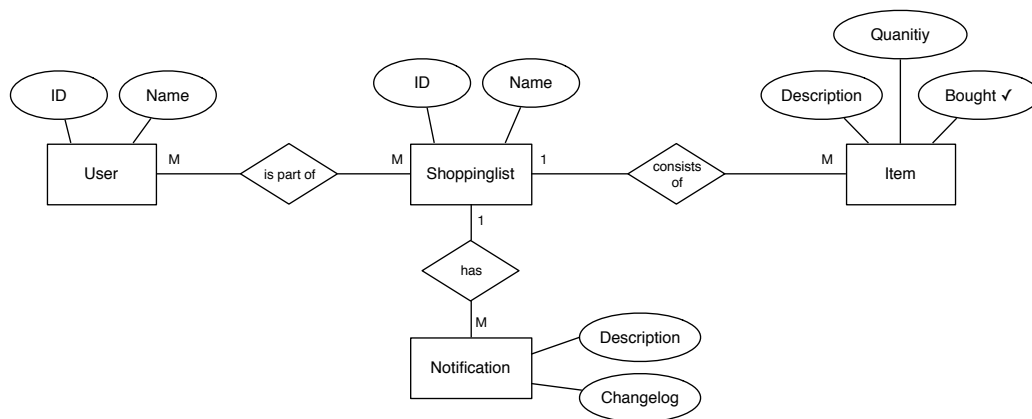 Quanitiy
ID
Name
ID
Name
Description
Bought ✓
User
M
is part of
M
Shoppinglist
1
consists
of
M
Item
1
has
M
Notification
Description
Changelog